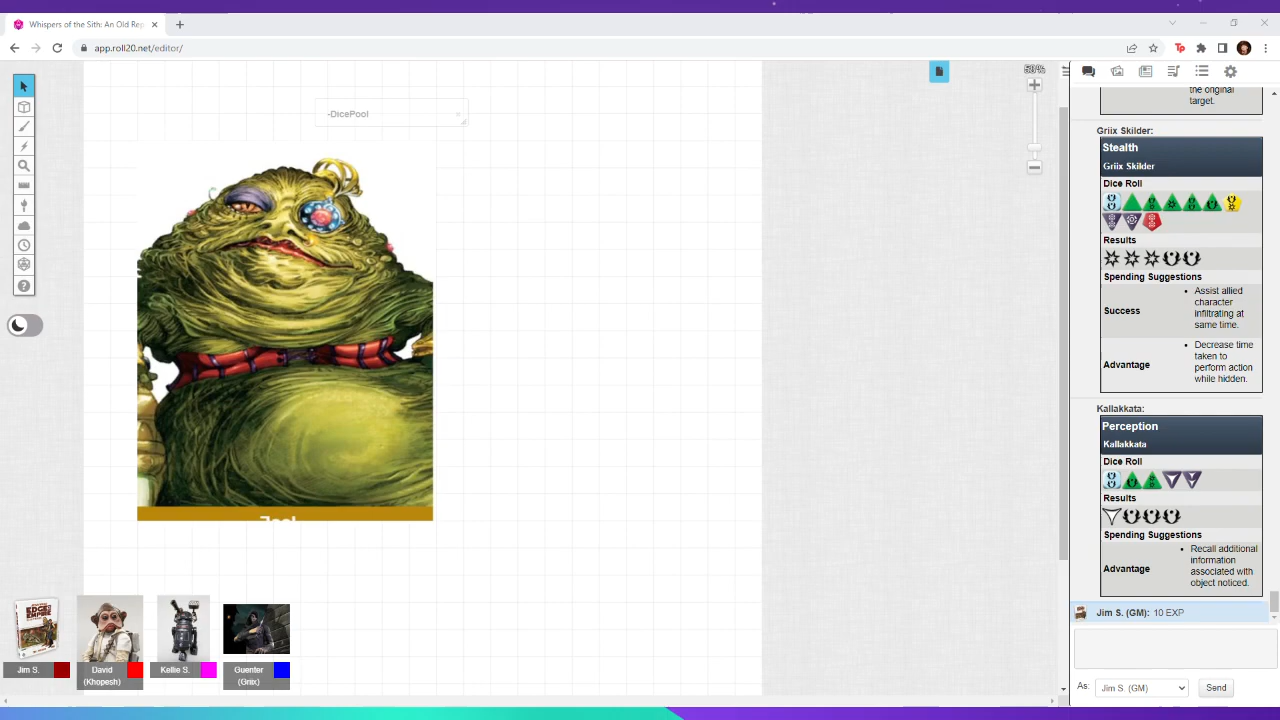 Whispers of the Sith: An Old Rep
app.roll20.net/editor/
50%
-DicePool
the original
target.
Griix Skilder:
Stealth
Griix Skilder
Dice Roll
Results
Spending Suggestions
Success
Assist allied
character
infiltrating at
same time.
Advantage
Decrease time
taken to
perform action
while hidden.
Kallakkata:
Perception
Kallakkata
Dice Roll
Results
Spending Suggestions
Advantage
Recall additional
information
associated with
object noticed.
Jim S. (GM): 10 EXP
As:
Jim S. (GM)
Send
Jim S.
David
(Khopesh)
Kellie S.
Guenter
(Griix)